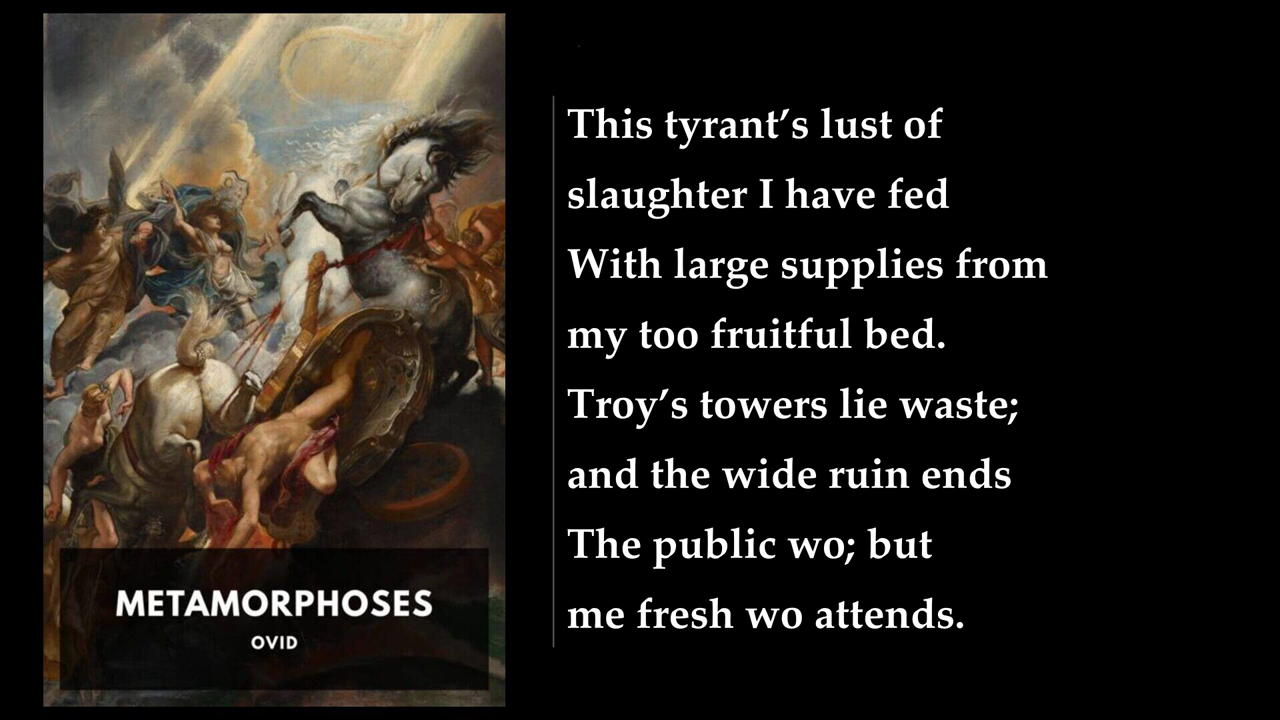 METAMORPHOSES
OVID
This tyrant’s lust of
slaughter I have fed
With large supplies from
my too fruitful bed.
Troy’s towers lie waste;
and the wide ruin ends
The public wo; but
me fresh wo attends.